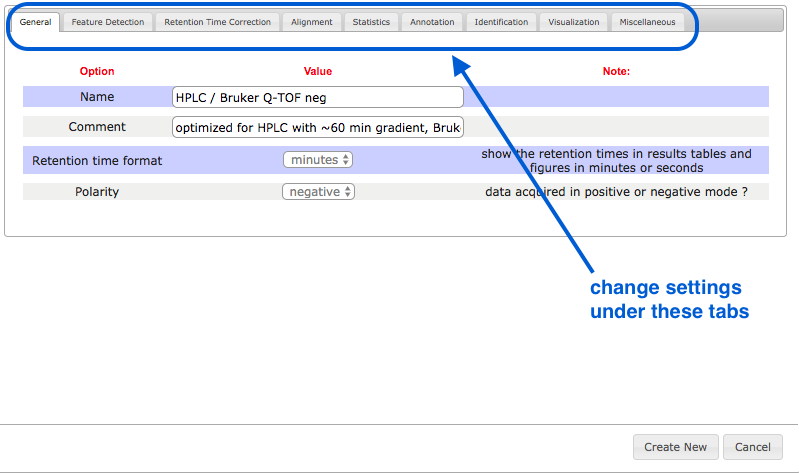 General Feature Detection Retention Time Correction Alignment Statistics Annotation Identification Visualization Miscellaneous
Option Value Note:
Name HPLC / Bruker Q-TOF neg
Comment optimized for HPLC with ~60 min gradient, Bruk
Retention time format minutes show the retention times in results tables and
figures in minutes or seconds
Polarity negative data acquired in positive or negative mode ?
change settings
under these tabs
Create New Cancel